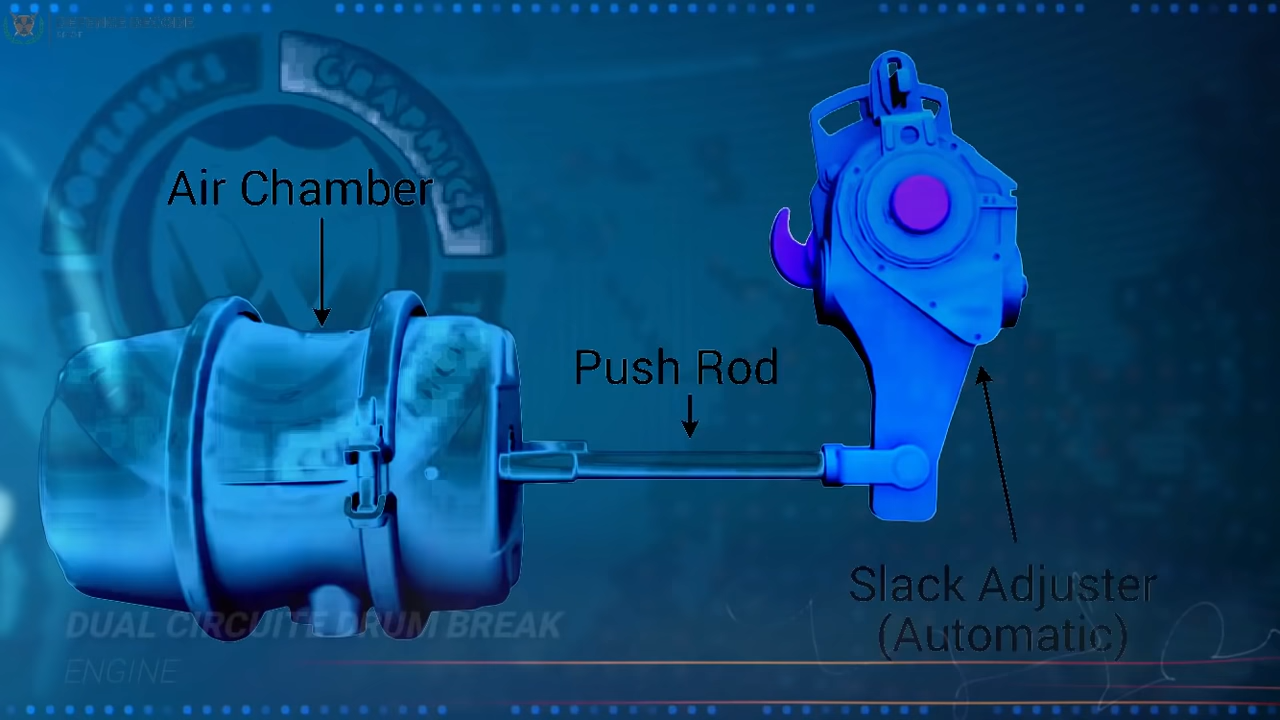 FORENSICS GRAPHICS
Air Chamber
Push Rod
Slack Adjuster
(Automatic)
DUAL CIRCUITE DRUM BREAK
ENGINE